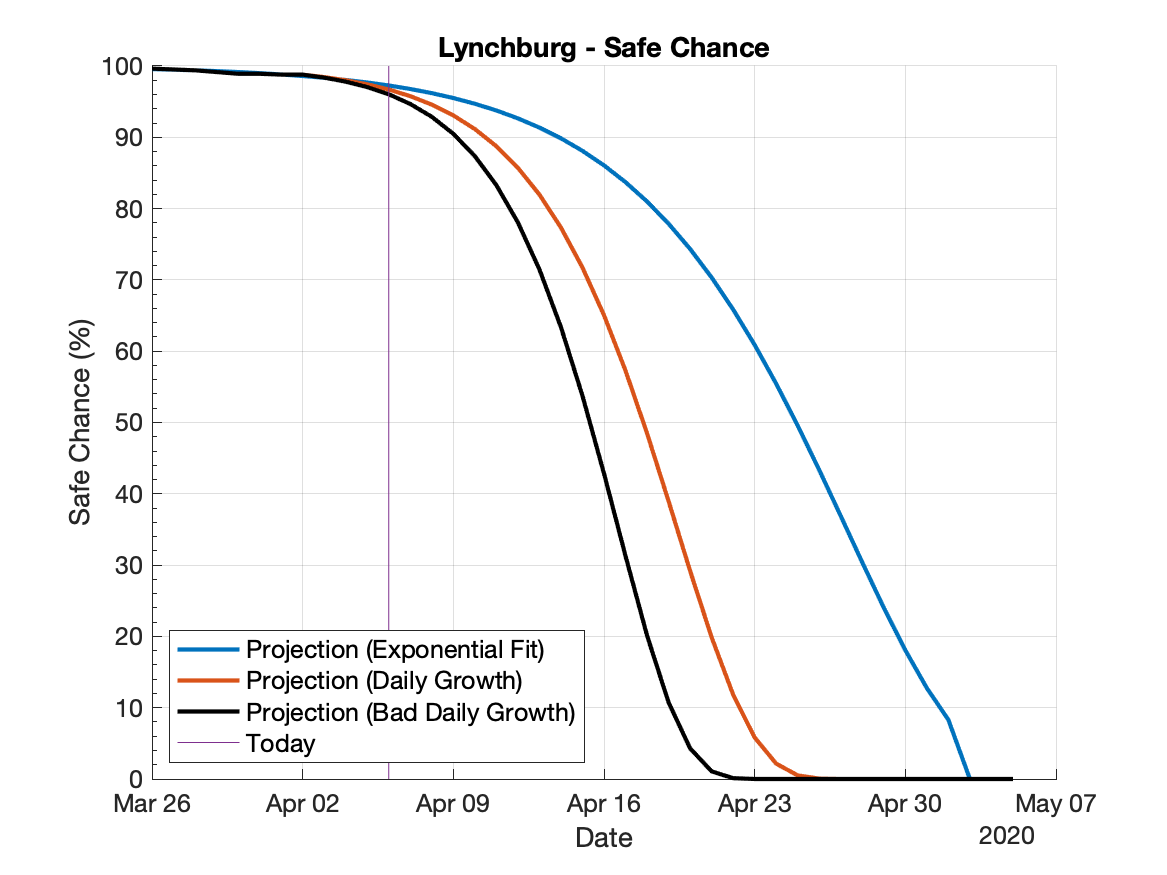 Lynchburg - Safe Chance
100
90
80
70
60
50
40
30
20
10
0
Safe Chance (%)
Projection (Exponential Fit)
Projection (Daily Growth)
Projection (Bad Daily Growth)
Today
Mar 26 Apr 02 Apr 09 Apr 16 Apr 23 Apr 30 May 07
Date
2020